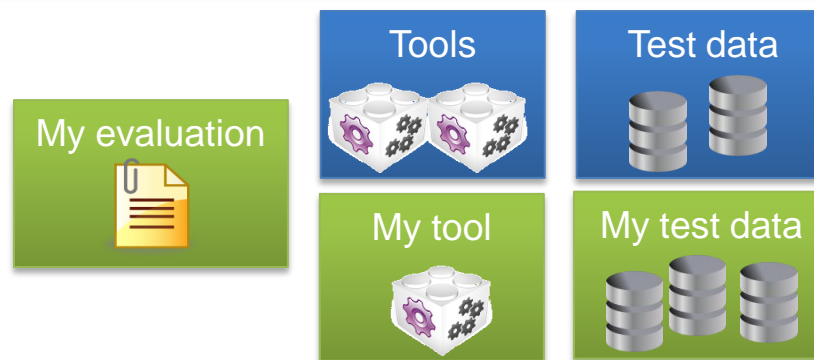 My evaluation
Tools
Test data
My tool
My test data